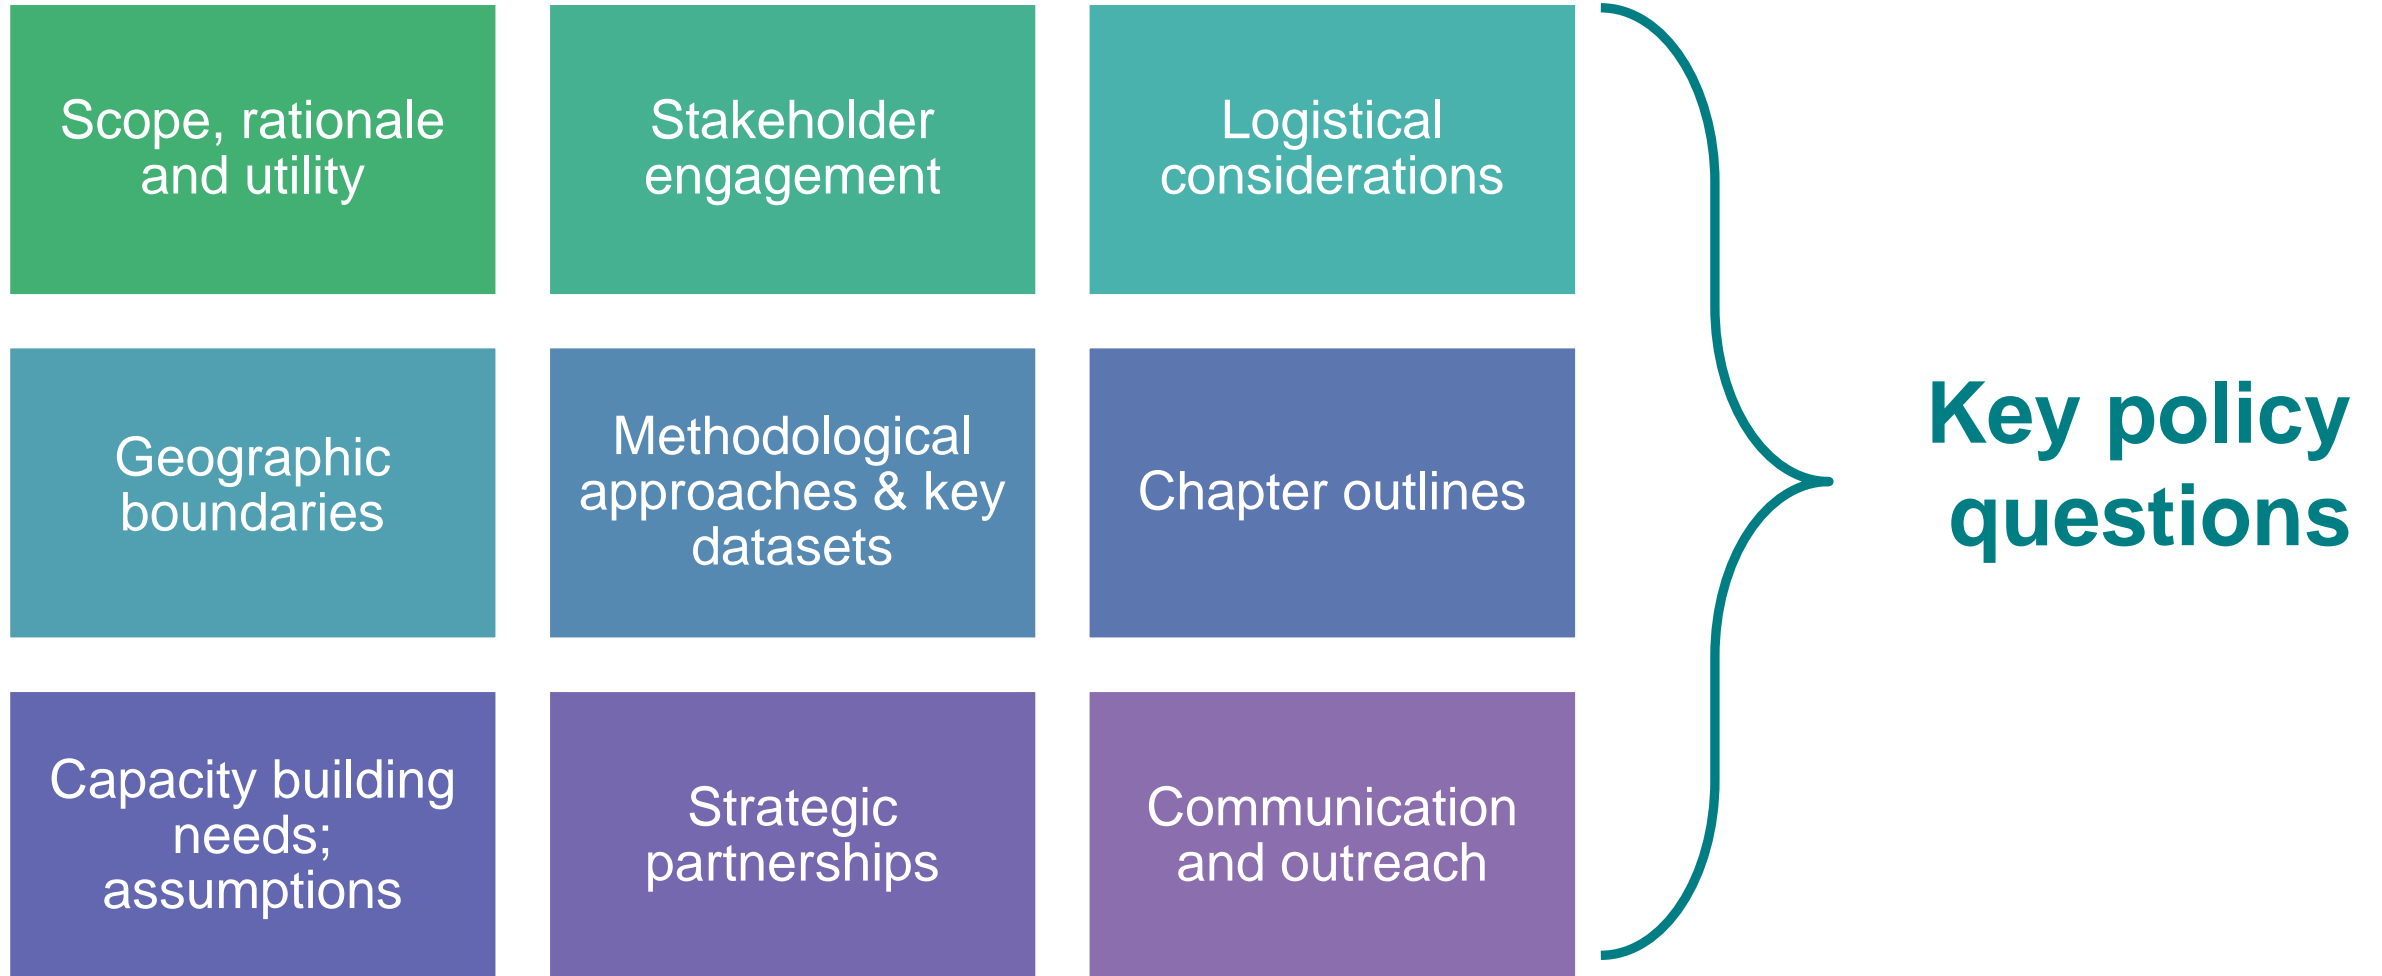 Scope, rationale
and utility
Stakeholder
engagement
Logistical
considerations
Geographic
boundaries
Methodological
approaches & key
datasets
Chapter outlines
Capacity building
needs;
assumptions
Strategic
partnerships
Communication
and outreach
Key policy
questions